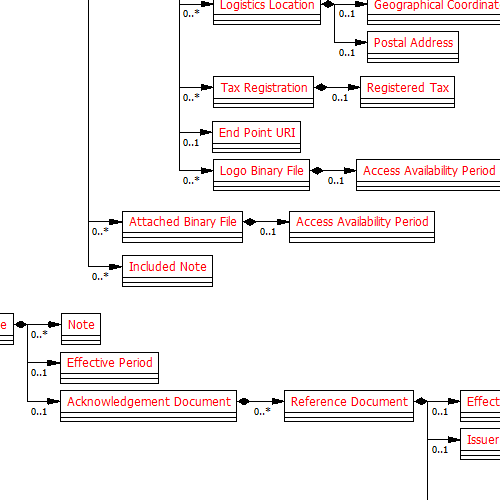 Logistics Location
0..*
0..1
Geographical Coordinat
0..1
Postal Address
0..*
Tax Registration
0..1
Registered Tax
0..1
End Point URI
0..*
Logo Binary File
0..1
Access Availability Period
0..*
Attached Binary File
0..1
Access Availability Period
0..*
Included Note
e
0..*
Note
0..1
Effective Period
0..1
Acknowledgement Document
0..*
Reference Document
0..1
Effect
0..1
Issuer